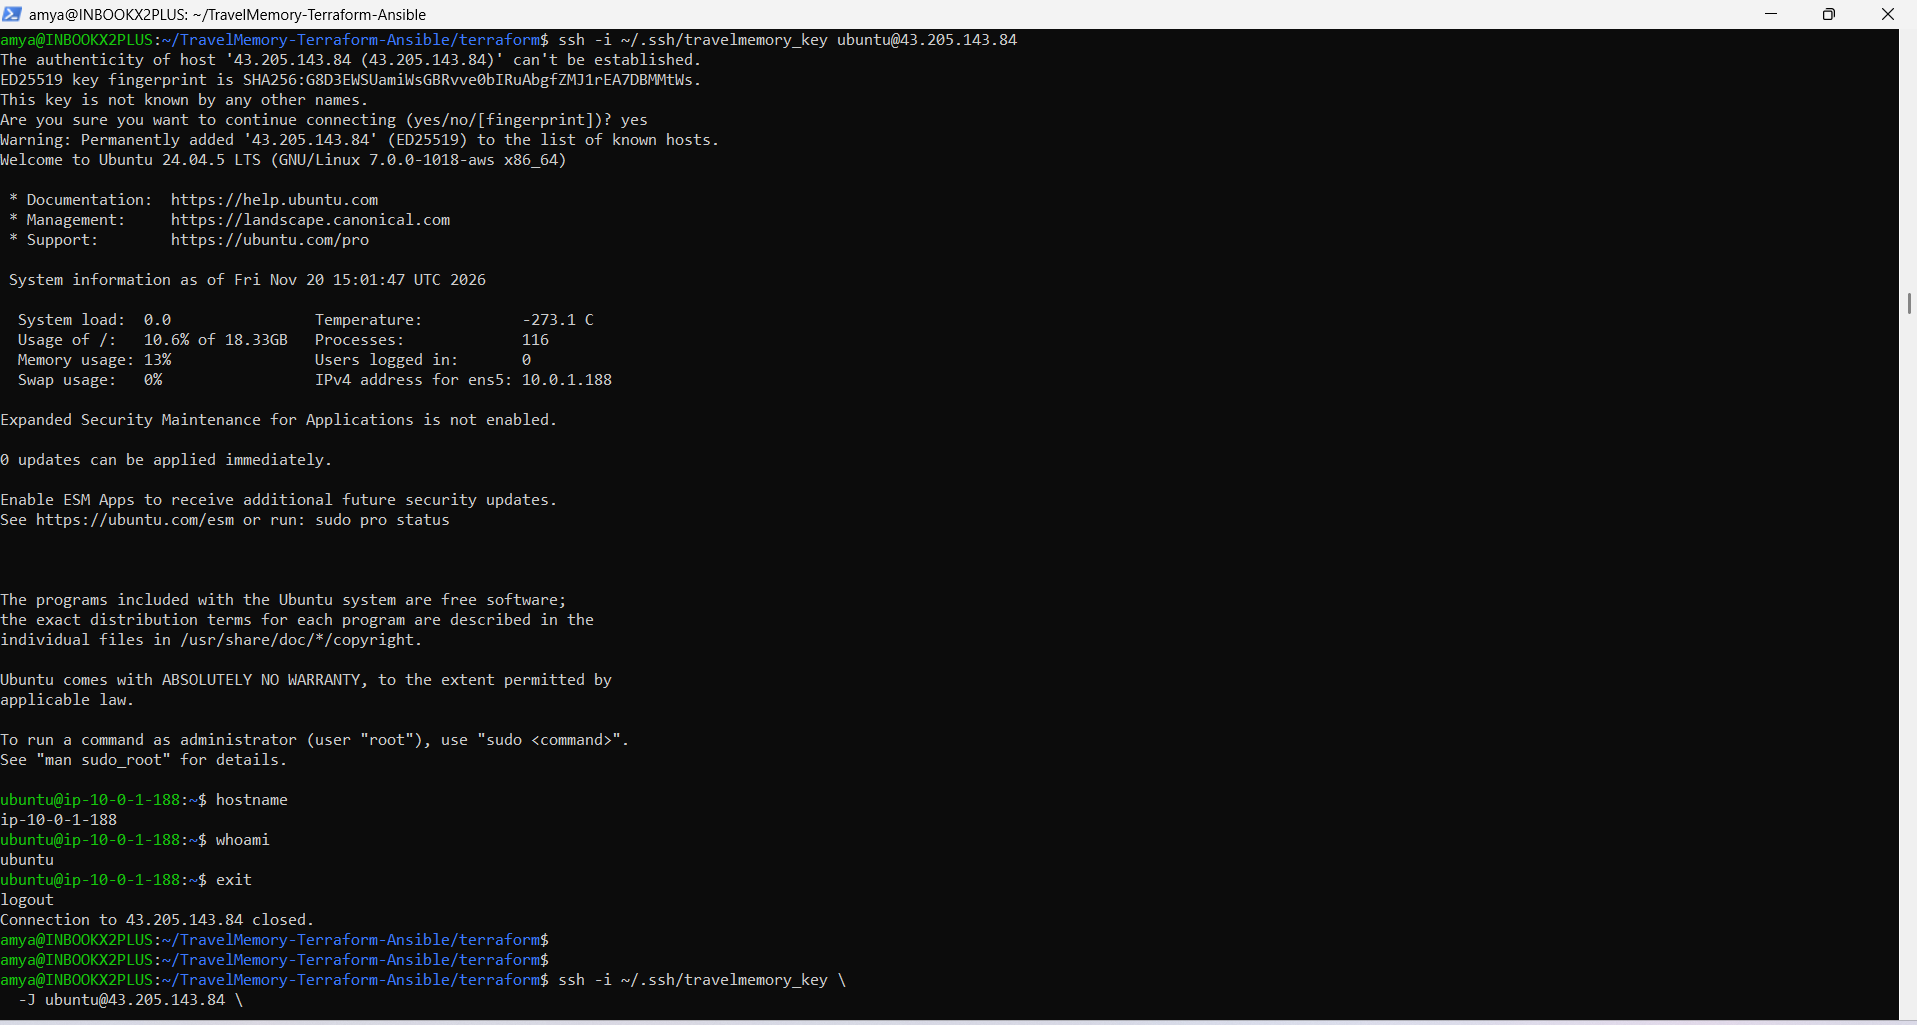 amya@INBOOKX2PLUS: ~/TravelMemory-Terraform-Ansible
amya@INBOOKX2PLUS:~/TravelMemory-Terraform-Ansible/terraform$ ssh -i ~/.ssh/travelmemory_key ubuntu@43.205.143.84
The authenticity of host '43.205.143.84 (43.205.143.84)' can't be established.
ED25519 key fingerprint is SHA256:G8D3EWSUamiWsGBRvve0bIRuAbgfZMJ1rEA7DBMMtWs.
This key is not known by any other names.
Are you sure you want to continue connecting (yes/no/[fingerprint])? yes
Warning: Permanently added '43.205.143.84' (ED25519) to the list of known hosts.
Welcome to Ubuntu 24.04.5 LTS (GNU/Linux 7.0.0-1018-aws x86_64)
* Documentation:  https://help.ubuntu.com
* Management:     https://landscape.canonical.com
* Support:        https://ubuntu.com/pro
System information as of Fri Nov 20 15:01:47 UTC 2026
System load:  0.0                Temperature:           -273.1 C
Usage of /:   10.6% of 18.33GB   Processes:             116
Memory usage: 13%                Users logged in:       0
Swap usage:   0%                 IPv4 address for ens5: 10.0.1.188
Expanded Security Maintenance for Applications is not enabled.
0 updates can be applied immediately.
Enable ESM Apps to receive additional future security updates.
See https://ubuntu.com/esm or run: sudo pro status
The programs included with the Ubuntu system are free software;
the exact distribution terms for each program are described in the
individual files in /usr/share/doc/*/copyright.
Ubuntu comes with ABSOLUTELY NO WARRANTY, to the extent permitted by
applicable law.
To run a command as administrator (user "root"), use "sudo <command>".
See "man sudo_root" for details.
ubuntu@ip-10-0-1-188:~$ hostname
ip-10-0-1-188
ubuntu@ip-10-0-1-188:~$ whoami
ubuntu
ubuntu@ip-10-0-1-188:~$ exit
logout
Connection to 43.205.143.84 closed.
amya@INBOOKX2PLUS:~/TravelMemory-Terraform-Ansible/terraform$
amya@INBOOKX2PLUS:~/TravelMemory-Terraform-Ansible/terraform$
amya@INBOOKX2PLUS:~/TravelMemory-Terraform-Ansible/terraform$ ssh -i ~/.ssh/travelmemory_key \
-J ubuntu@43.205.143.84 \